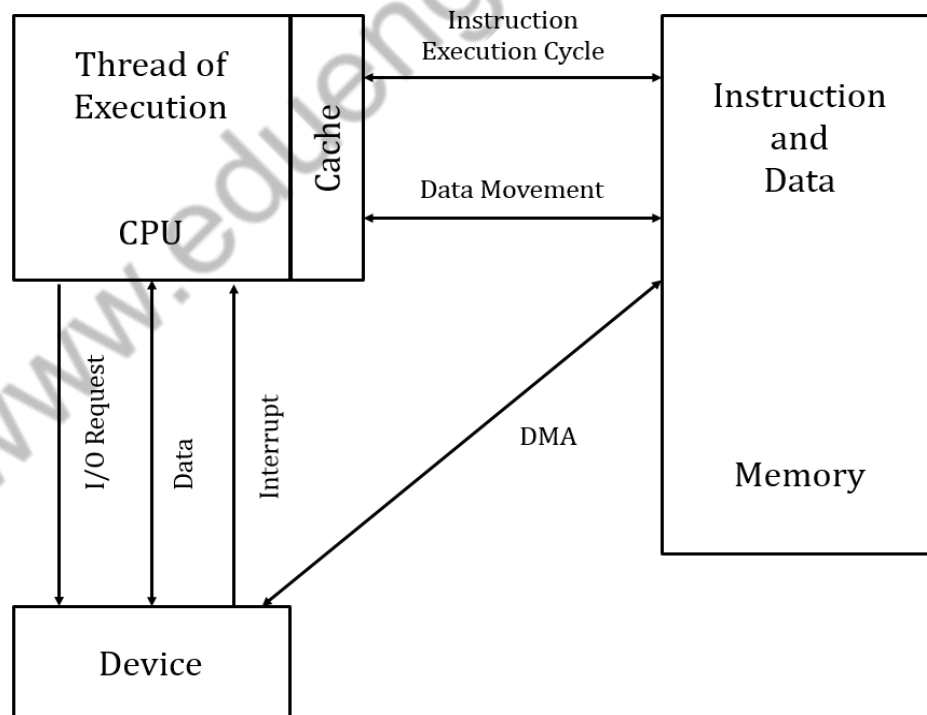 Thread of
Execution
CPU
Cache
Instruction
Execution Cycle
Data Movement
Instruction
and
Data
Memory
I/O Request
Data
Interrupt
DMA
Device
www.edueng